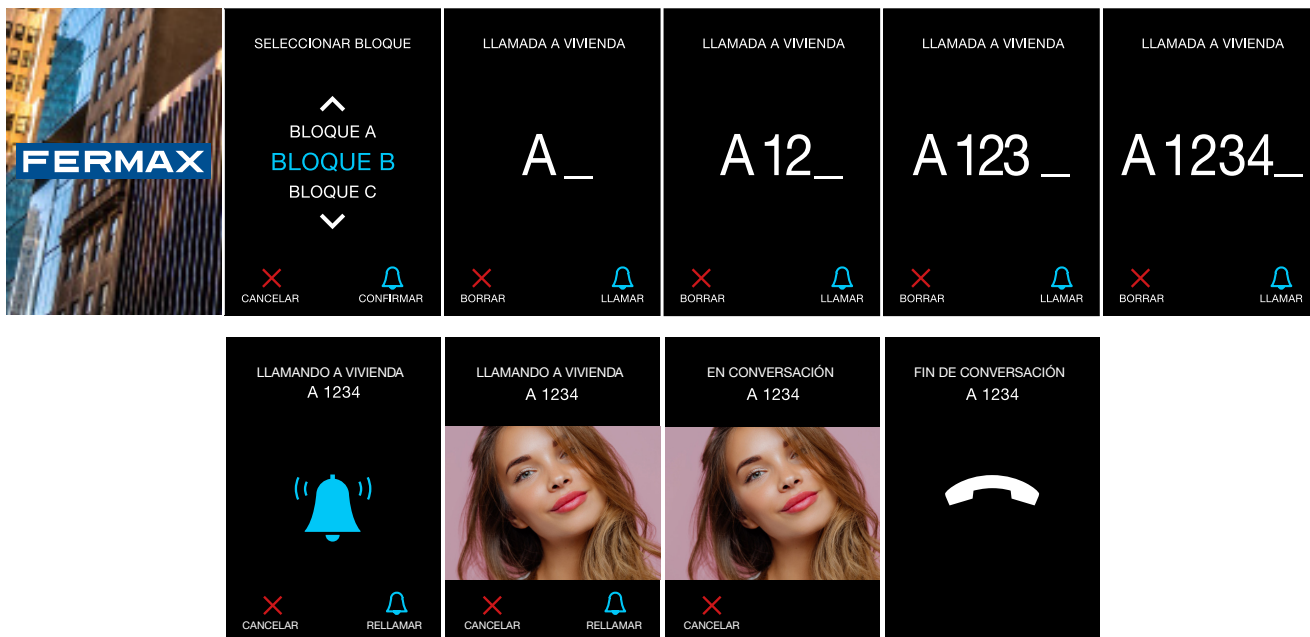 FERMAX
SELECCIONAR BLOQUE
BLOQUE A
BLOQUE B
BLOQUE C
CANCELAR
CONFIRMAR
LLAMADA A VIVIENDA
A_
BORRAR
LLAMAR
LLAMADA A VIVIENDA
A 12_
BORRAR
LLAMAR
LLAMADA A VIVIENDA
A 123_
BORRAR
LLAMAR
LLAMADA A VIVIENDA
A 1234_
BORRAR
LLAMAR
LLAMANDO A VIVIENDA
A 1234
CANCELAR
RELLAMAR
LLAMANDO A VIVIENDA
A 1234
CANCELAR
RELLAMAR
EN CONVERSACIÓN
A 1234
CANCELAR
FIN DE CONVERSACIÓN
A 1234